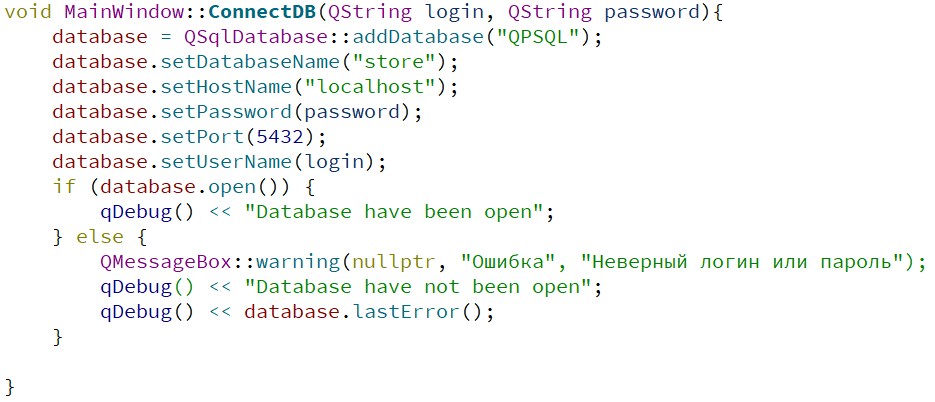 void MainWindow::ConnectDB(QString login, QString password){
    database = QSqlDatabase::addDatabase("QPSQL");
    database.setDatabaseName("store");
    database.setHostName("localhost");
    database.setPassword(password);
    database.setPort(5432);
    database.setUserName(login);
    if (database.open()) {
        qDebug() << "Database have been open";
    } else {
        QMessageBox::warning(nullptr, "Ошибка", "Неверный логин или пароль");
        qDebug() << "Database have not been open";
        qDebug() << database.lastError();
    }
}